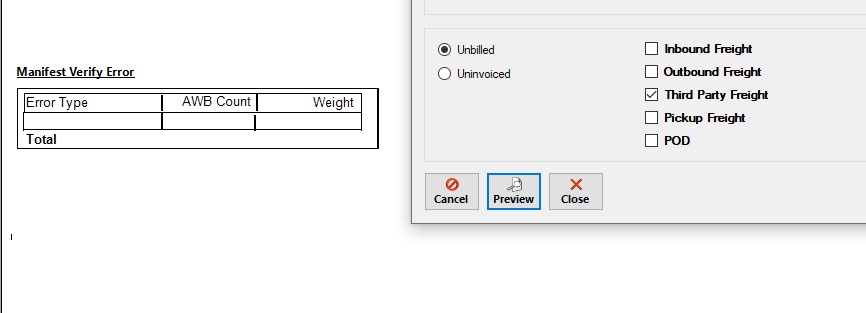 Manifest Verify Error
Error Type AWB Count Weight
Total
Unbilled
Uninvoiced
Inbound Freight
Outbound Freight
Third Party Freight
Pickup Freight
POD
Cancel Preview Close